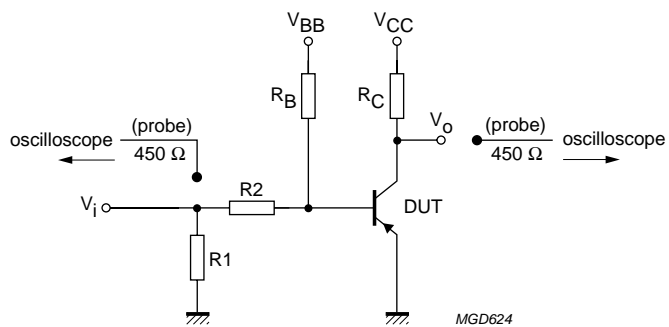 VBB
VCC
RB
RC
Vo
(probe)
oscilloscope
450 Ω
(probe)
oscilloscope
450 Ω
R2
Vi
DUT
R1
MGD624